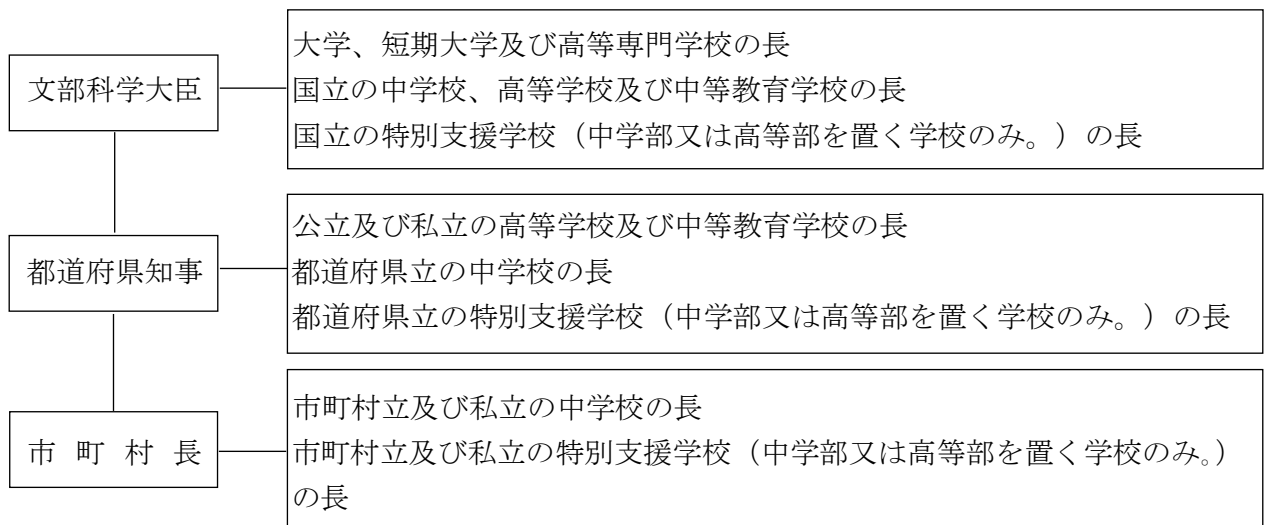 文部科学大臣
大学、短期大学及び高等専門学校の長
国立の中学校、高等学校及び中等教育学校の長
国立の特別支援学校（中学部又は高等部を置く学校のみ。）の長
都道府県知事
公立及び私立の高等学校及び中等教育学校の長
都道府県立の中学校の長
都道府県立の特別支援学校（中学部又は高等部を置く学校のみ。）の長
市町村長
市町村立及び私立の中学校の長
市町村立及び私立の特別支援学校（中学部又は高等部を置く学校のみ。）
の長